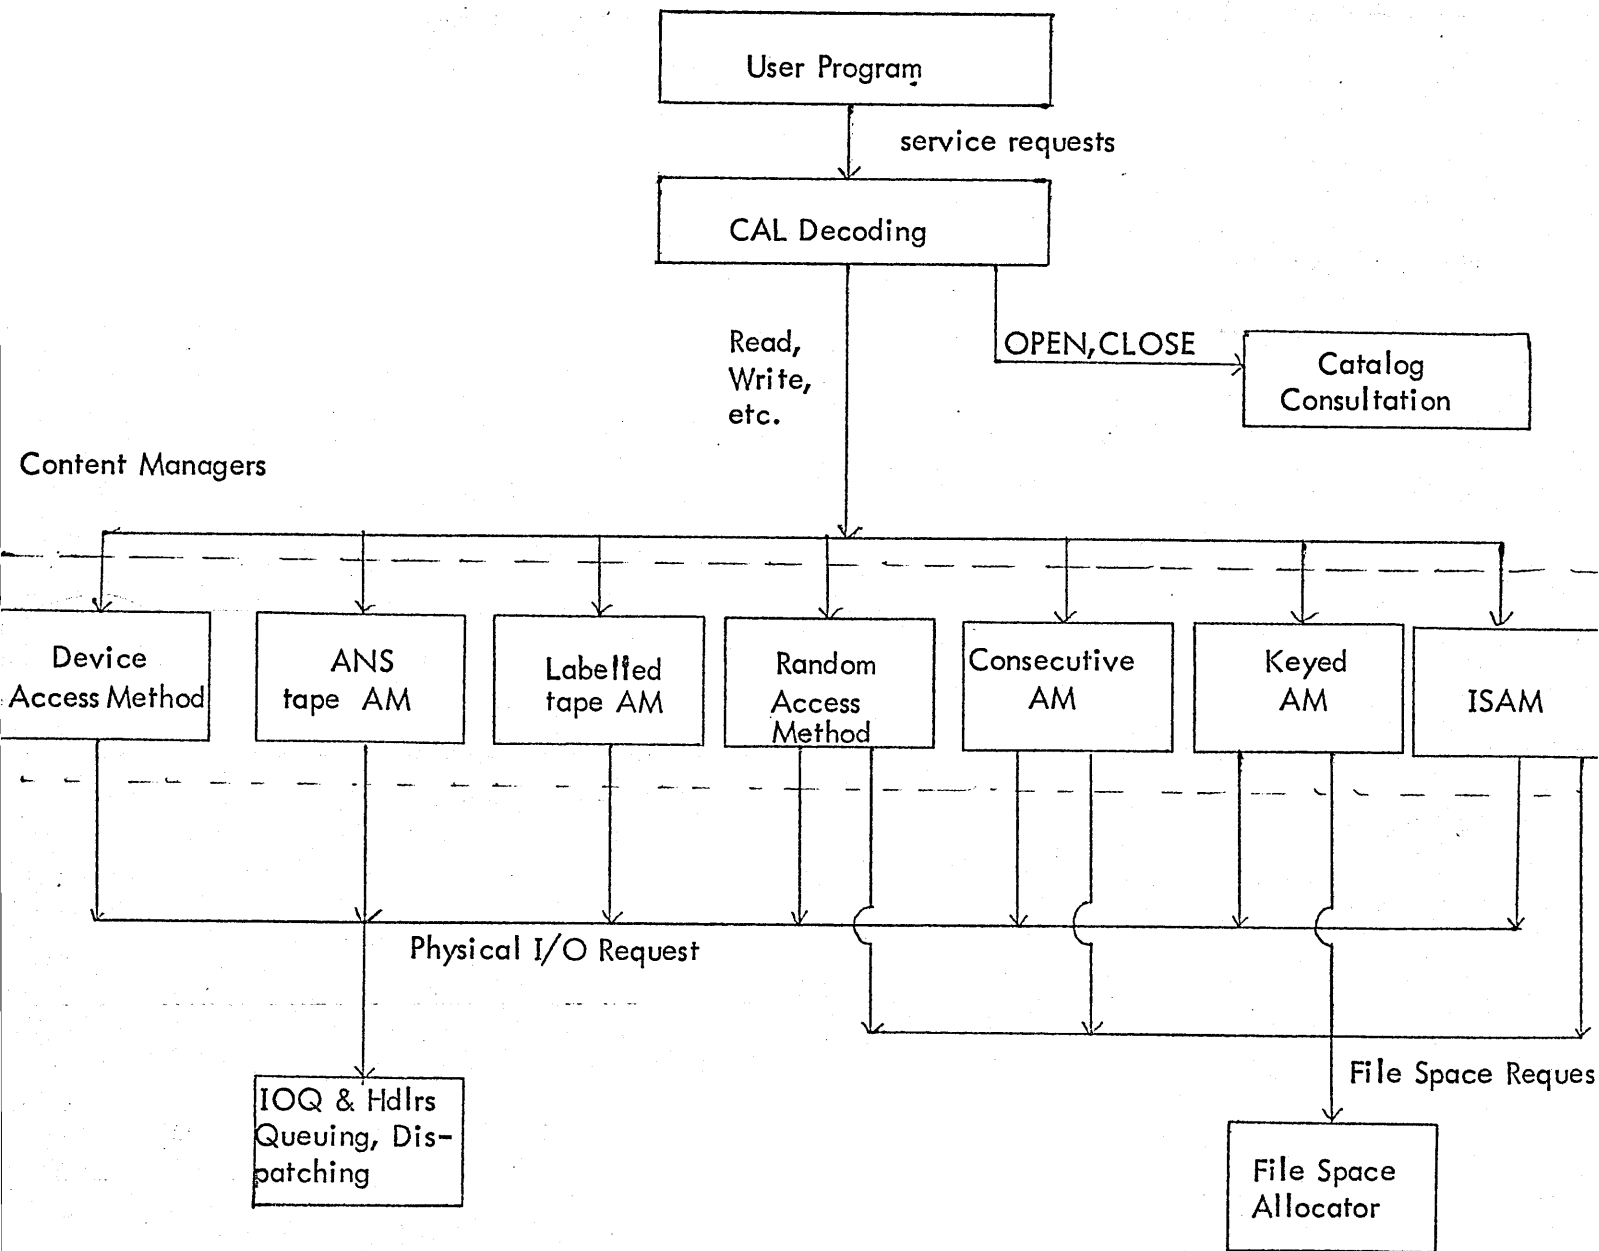 User Program
service requests
CAL Decoding
Read,
Write,
etc.
OPEN,CLOSE
Catalog
Consultation
Content Managers
Device
Access Method
ANS
tape AM
Labelled
tape AM
Random
Access
Method
Consecutive
AM
Keyed
AM
ISAM
Physical I/O Request
File Space Reques
IOQ & Hdlrs
Queuing, Dis-
patching
File Space
Allocator